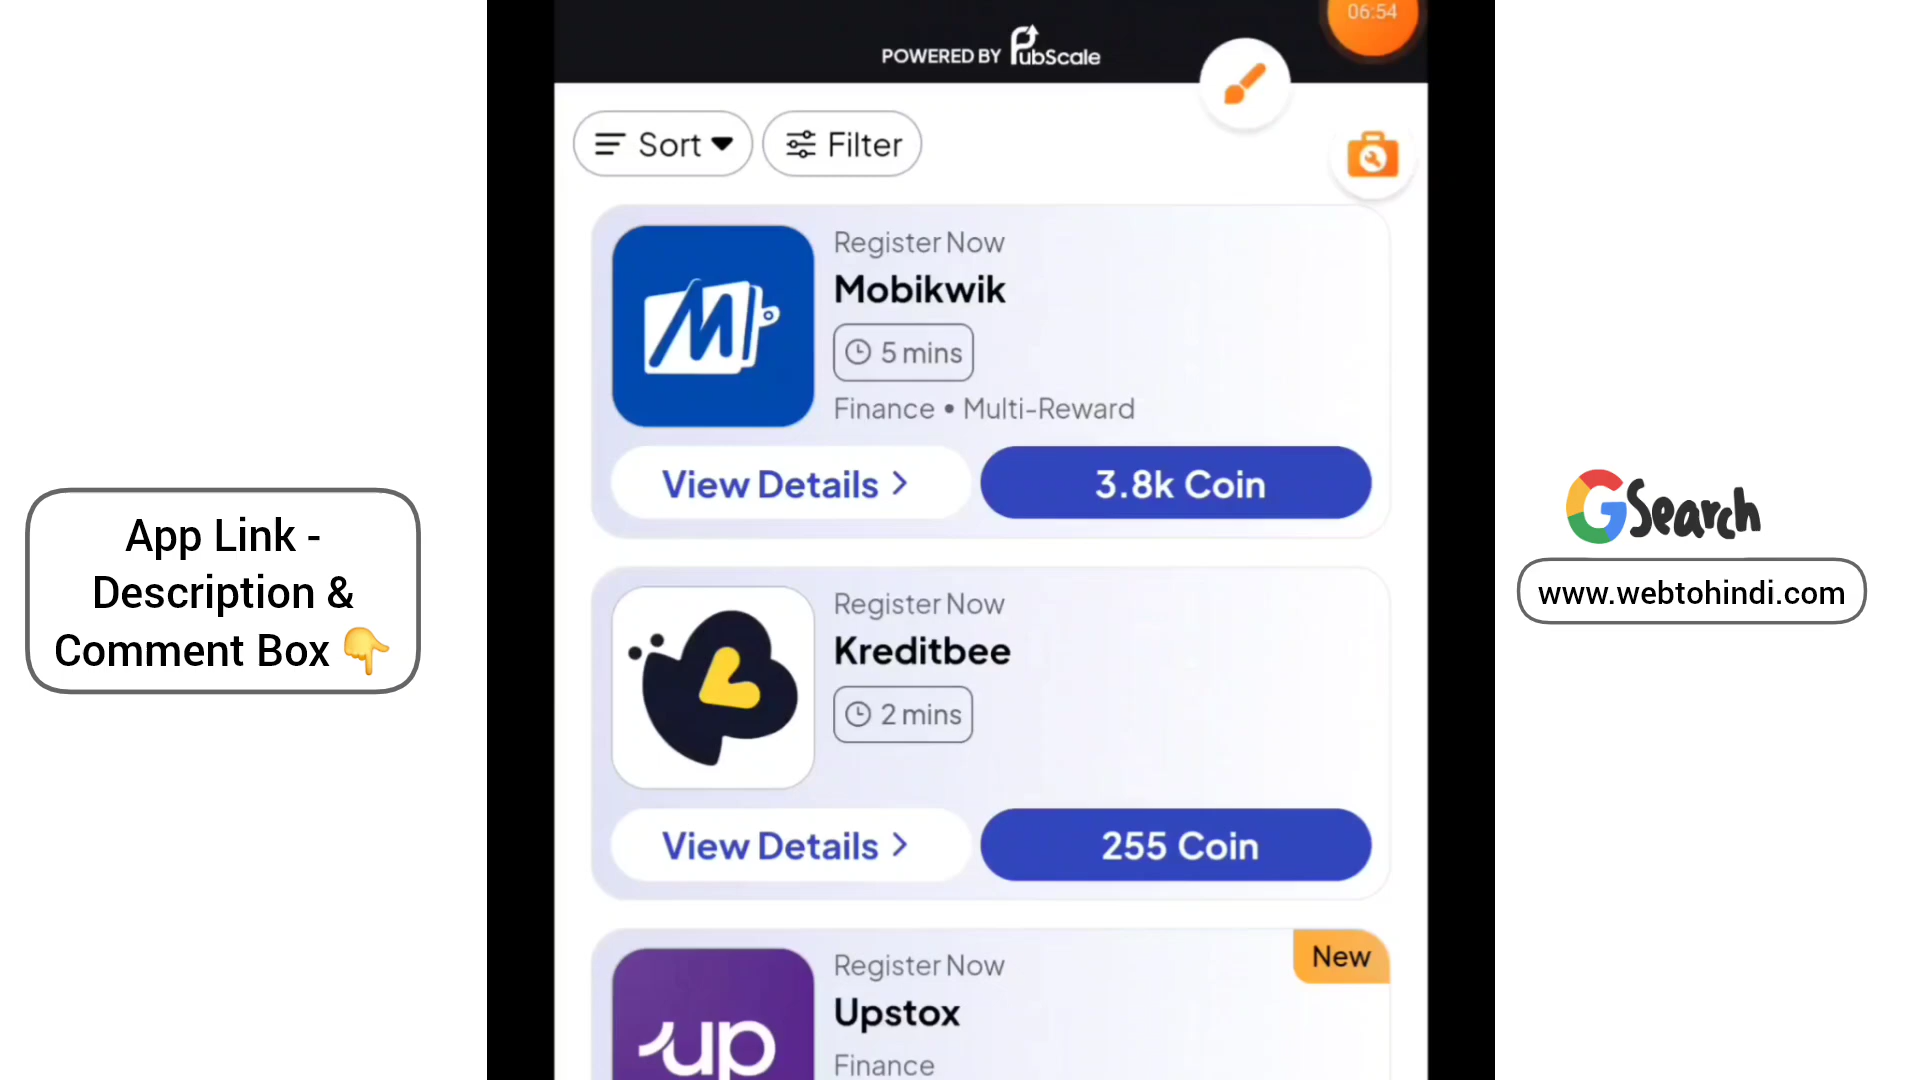 06:54
POWERED BY PubScale
Sort
Filter
Register Now
Mobikwik
5 mins
Finance • Multi-Reward
View Details >
3.8k Coin
Register Now
Kreditbee
2 mins
View Details >
255 Coin
New
Register Now
Upstox
Finance
up
App Link -
Description &
Comment Box 👇
GSearch
www.webtohindi.com